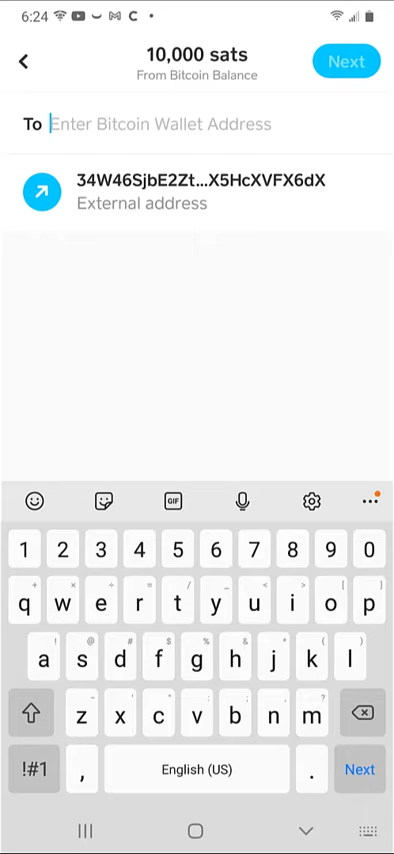 6:24
10,000 sats
Next
From Bitcoin Balance
To Enter Bitcoin Wallet Address
34W46SjbE2Zt...X5HcXVFX6dX
External address
GIF
1 2 3 4 5 6 7 8 9 0
q w e r t y u i o p
a s d f g h j k l
z x c v b n m
!#1 , English (US) . Next